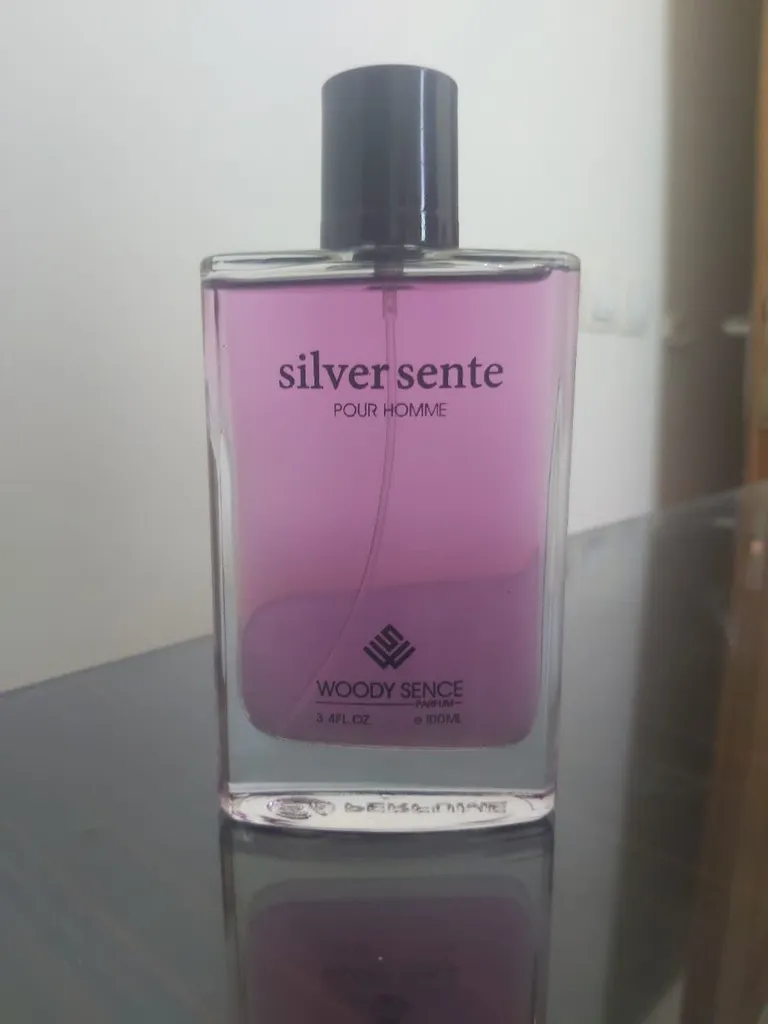 silver sente
POUR HOMME
WOODY SENCE
PARFUM
3.4FL.OZ. e 100ML